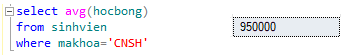 select avg(hocbong)
from sinhvien
where makhoa='CNSH'
950000